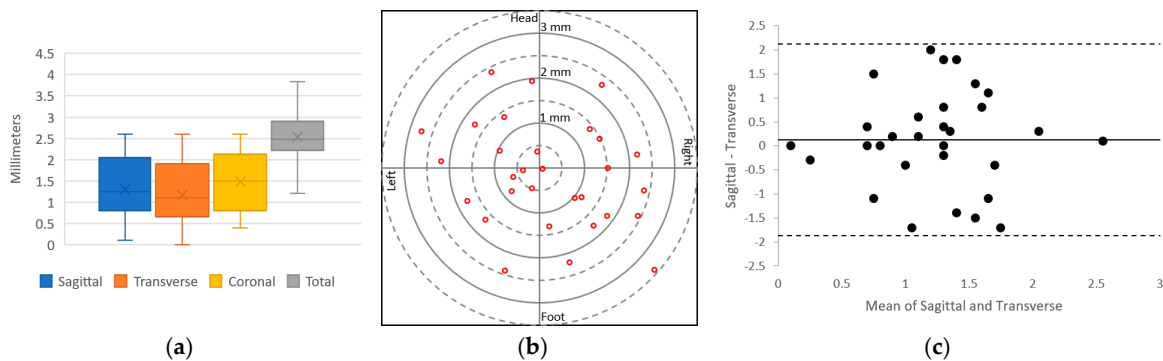 4.5
4
3.5
3
2.5
2
1.5
1
0.5
0
Millimeters
Sagittal
Transverse
Coronal
Total
(a)
Head
3 mm
2 mm
1 mm
Left
Right
Foot
(b)
2.5
2
1.5
1
0.5
0
-0.5
-1
-1.5
-2
-2.5
Sagittal - Transverse
0 0.5 1 1.5 2 2.5 3
Mean of Sagittal and Transverse
(c)